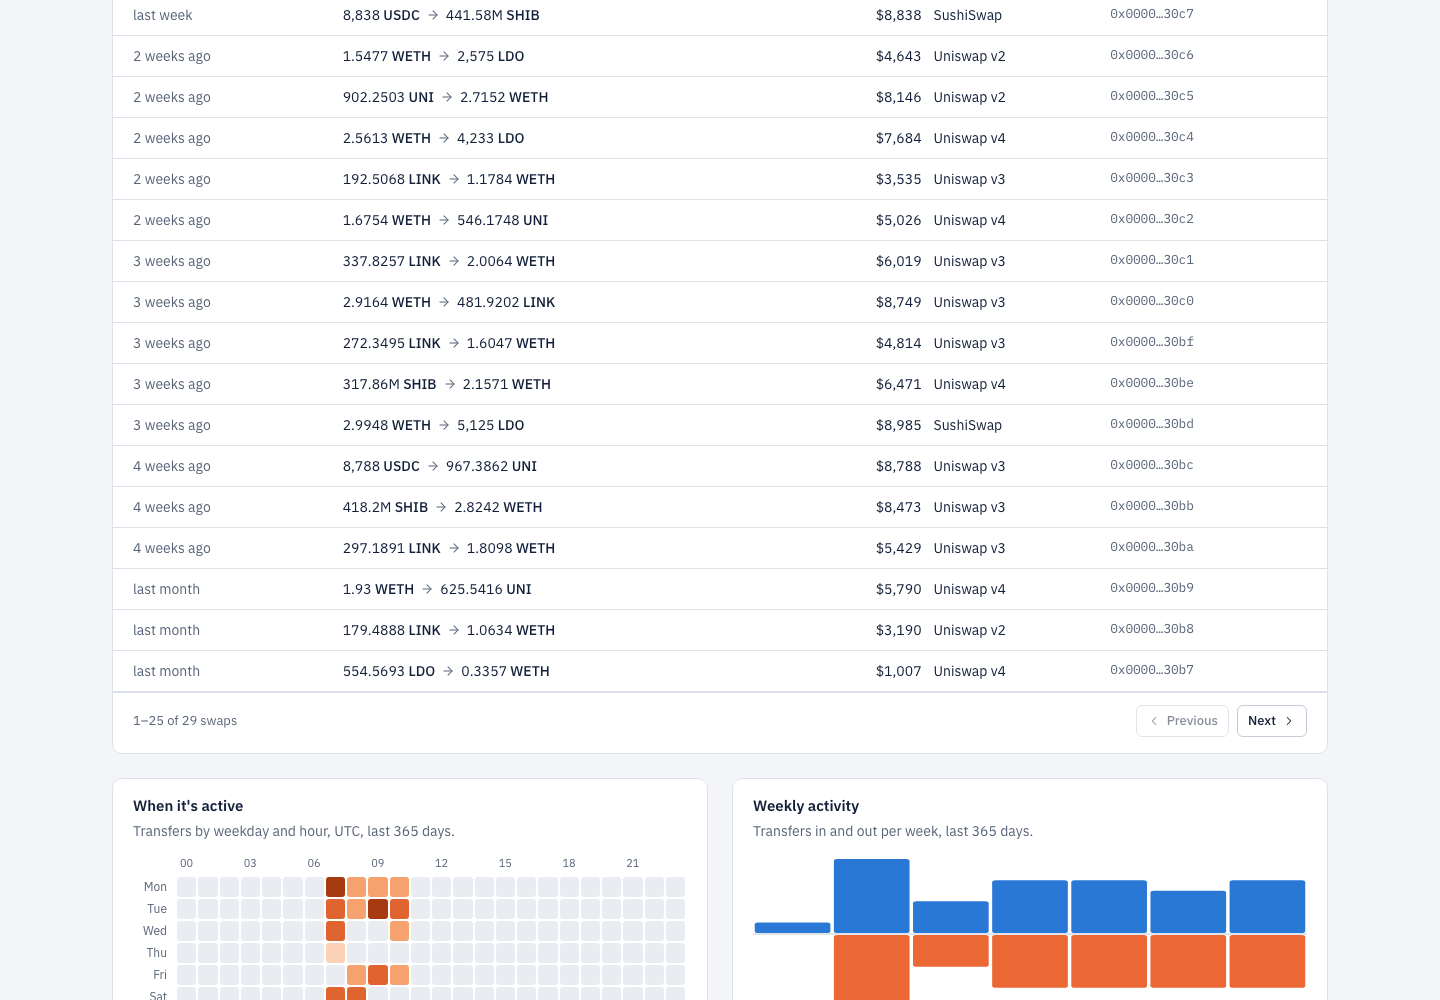 last week 8,838 USDC → 441.58M SHIB $8,838 SushiSwap 0x0000…30c7
2 weeks ago 1.5477 WETH → 2,575 LDO $4,643 Uniswap v2 0x0000…30c6
2 weeks ago 902.2503 UNI → 2.7152 WETH $8,146 Uniswap v2 0x0000…30c5
2 weeks ago 2.5613 WETH → 4,233 LDO $7,684 Uniswap v4 0x0000…30c4
2 weeks ago 192.5068 LINK → 1.1784 WETH $3,535 Uniswap v3 0x0000…30c3
2 weeks ago 1.6754 WETH → 546.1748 UNI $5,026 Uniswap v4 0x0000…30c2
3 weeks ago 337.8257 LINK → 2.0064 WETH $6,019 Uniswap v3 0x0000…30c1
3 weeks ago 2.9164 WETH → 481.9202 LINK $8,749 Uniswap v3 0x0000…30c0
3 weeks ago 272.3495 LINK → 1.6047 WETH $4,814 Uniswap v3 0x0000…30bf
3 weeks ago 317.86M SHIB → 2.1571 WETH $6,471 Uniswap v4 0x0000…30be
3 weeks ago 2.9948 WETH → 5,125 LDO $8,985 SushiSwap 0x0000…30bd
4 weeks ago 8,788 USDC → 967.3862 UNI $8,788 Uniswap v3 0x0000…30bc
4 weeks ago 418.2M SHIB → 2.8242 WETH $8,473 Uniswap v3 0x0000…30bb
4 weeks ago 297.1891 LINK → 1.8098 WETH $5,429 Uniswap v3 0x0000…30ba
last month 1.93 WETH → 625.5416 UNI $5,790 Uniswap v4 0x0000…30b9
last month 179.4888 LINK → 1.0634 WETH $3,190 Uniswap v2 0x0000…30b8
last month 554.5693 LDO → 0.3357 WETH $1,007 Uniswap v4 0x0000…30b7
1–25 of 29 swaps Previous Next
When it's active
Transfers by weekday and hour, UTC, last 365 days.
00 03 06 09 12 15 18 21
Mon
Tue
Wed
Thu
Fri
Sat
Weekly activity
Transfers in and out per week, last 365 days.